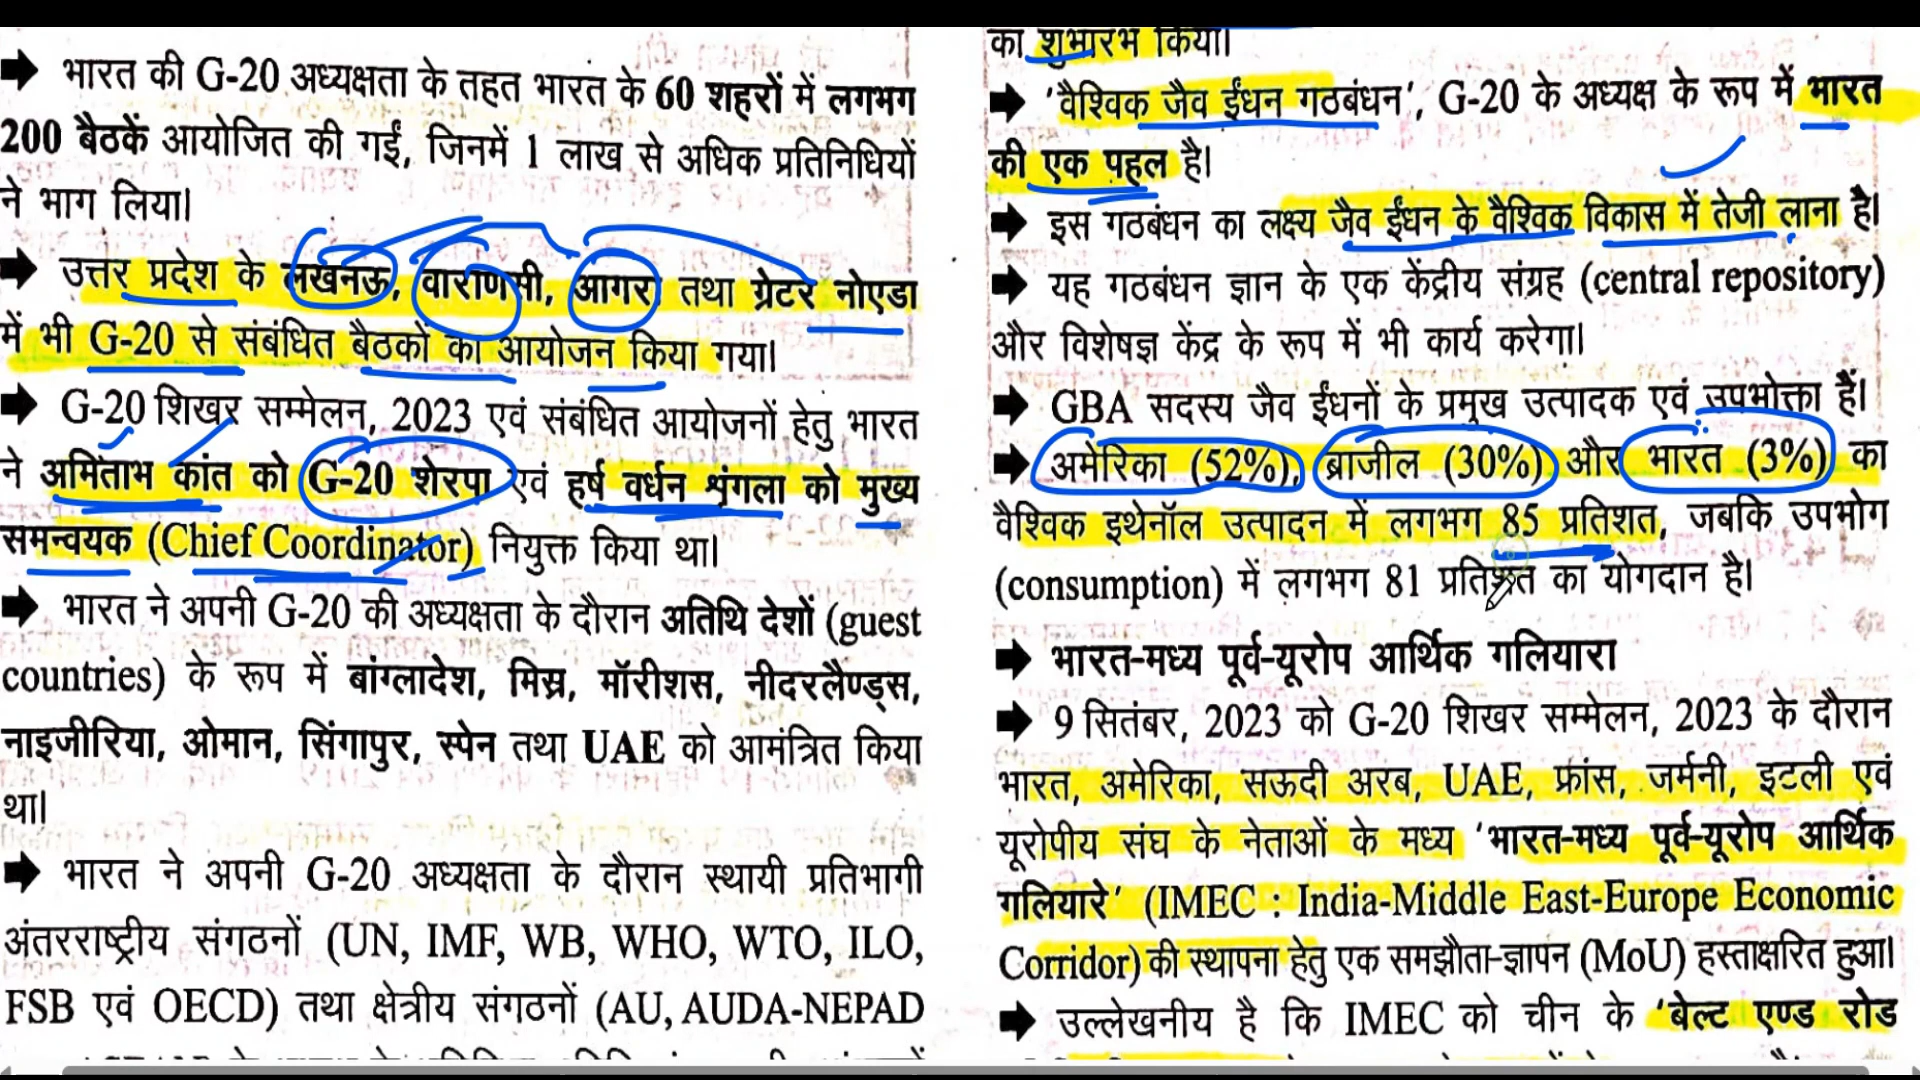 ➡ भारत की G-20 अध्यक्षता के तहत भारत के 60 शहरों में लगभग
200 बैठकें आयोजित की गईं, जिनमें 1 लाख से अधिक प्रतिनिधियों
ने भाग लिया।
➡ उत्तर प्रदेश के लखनऊ, वाराणसी, आगर तथा ग्रेटर नोएडा
में भी G-20 से संबंधित बैठकों का आयोजन किया गया।
➡ G-20 शिखर सम्मेलन, 2023 एवं संबंधित आयोजनों हेतु भारत
ने अमिताभ कांत को G-20 शेरपा एवं हर्ष वर्धन श्रृंगला को मुख्य
समन्वयक (Chief Coordinator) नियुक्त किया था।
➡ भारत ने अपनी G-20 की अध्यक्षता के दौरान अतिथि देशों (guest
countries) के रूप में बांग्लादेश, मिस्र, मॉरीशस, नीदरलैण्ड्स,
नाइजीरिया, ओमान, सिंगापुर, स्पेन तथा UAE को आमंत्रित किया
था।
➡ भारत ने अपनी G-20 अध्यक्षता के दौरान स्थायी प्रतिभागी
अंतरराष्ट्रीय संगठनों (UN, IMF, WB, WHO, WTO, ILO,
FSB एवं OECD) तथा क्षेत्रीय संगठनों (AU, AUDA-NEPAD
का शुभारंभ किया।
➡ 'वैश्विक जैव ईंधन गठबंधन', G-20 के अध्यक्ष के रूप में भारत
की एक पहल है।
➡ इस गठबंधन का लक्ष्य जैव ईंधन के वैश्विक विकास में तेजी लाना है।
➡ यह गठबंधन ज्ञान के एक केंद्रीय संग्रह (central repository)
और विशेषज्ञ केंद्र के रूप में भी कार्य करेगा।
➡ GBA सदस्य जैव ईंधनों के प्रमुख उत्पादक एवं उपभोक्ता हैं।
➡ अमेरिका (52%), ब्राजील (30%) और भारत (3%) का
वैश्विक इथेनॉल उत्पादन में लगभग 85 प्रतिशत, जबकि उपभोग
(consumption) में लगभग 81 प्रतिशत का योगदान है।
➡ भारत-मध्य पूर्व-यूरोप आर्थिक गलियारा
➡ 9 सितंबर, 2023 को G-20 शिखर सम्मेलन, 2023 के दौरान
भारत, अमेरिका, सऊदी अरब, UAE, फ्रांस, जर्मनी, इटली एवं
यूरोपीय संघ के नेताओं के मध्य 'भारत-मध्य पूर्व-यूरोप आर्थिक
गलियारे' (IMEC : India-Middle East-Europe Economic
Corridor) की स्थापना हेतु एक समझौता-ज्ञापन (MoU) हस्ताक्षरित हुआ।
➡ उल्लेखनीय है कि IMEC को चीन के 'बेल्ट एण्ड रोड